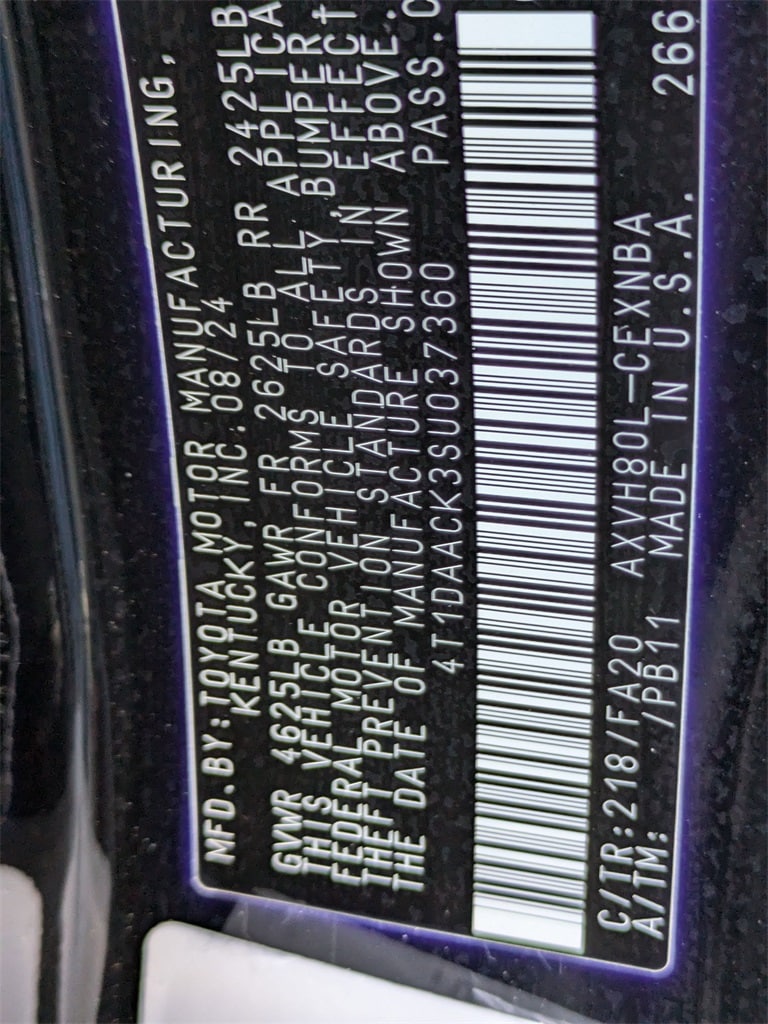 MFD.BY:TOYOTA MOTOR MANUFACTURING,
KENTUCKY, INC. 08/24
GVWR 4625LB GAWR FR 2625LB RR 2425LB
THIS VEHICLE CONFORMS TO ALL APPLICA
FEDERAL MOTOR VEHICLE SAFETY, BUMPER
THEFT PREVENTION STANDARDS IN EFFECT
THE DATE OF MANUFACTURE SHOWN ABOVE.
4T1DAACK3SU037360 PASS.C
C/TR:218/FA20 AXVH80L-CEXNBA
A/TM: /PB11 MADE IN U.S.A. 266